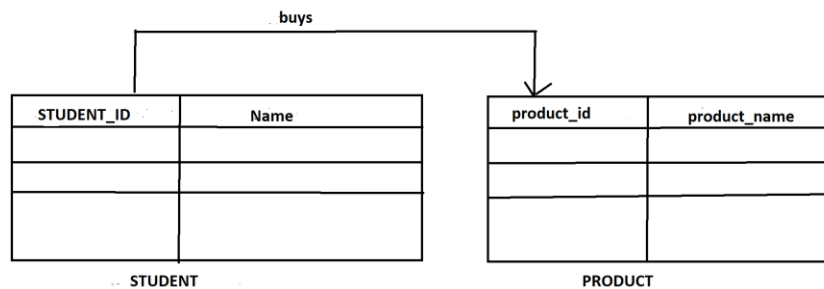 buys
STUDENT_ID Name
product_id product_name
STUDENT
PRODUCT